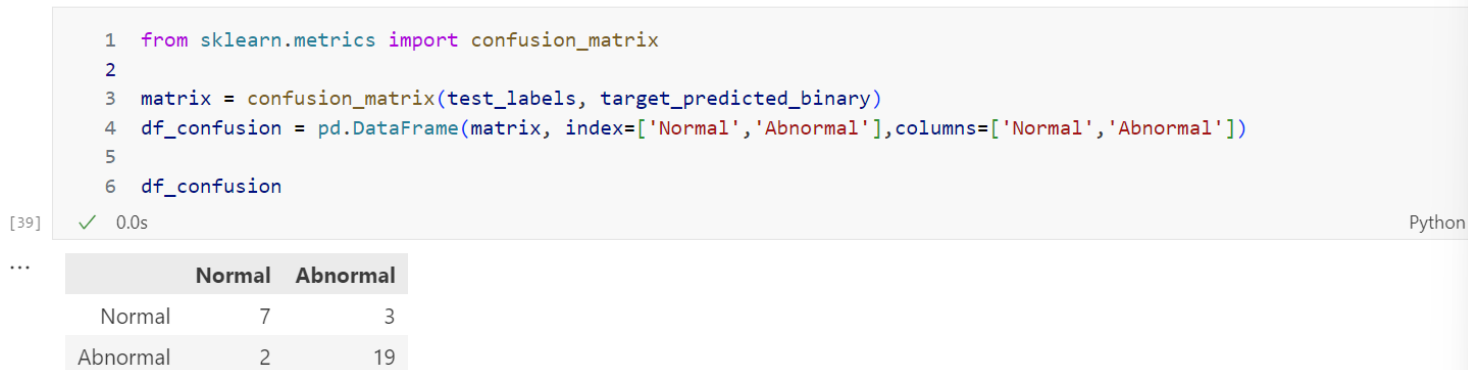 1 from sklearn.metrics import confusion_matrix
2
3 matrix = confusion_matrix(test_labels, target_predicted_binary)
4 df_confusion = pd.DataFrame(matrix, index=['Normal','Abnormal'],columns=['Normal','Abnormal'])
5
6 df_confusion
[39] ✓ 0.0s Python
... Normal Abnormal
Normal 7 3
Abnormal 2 19